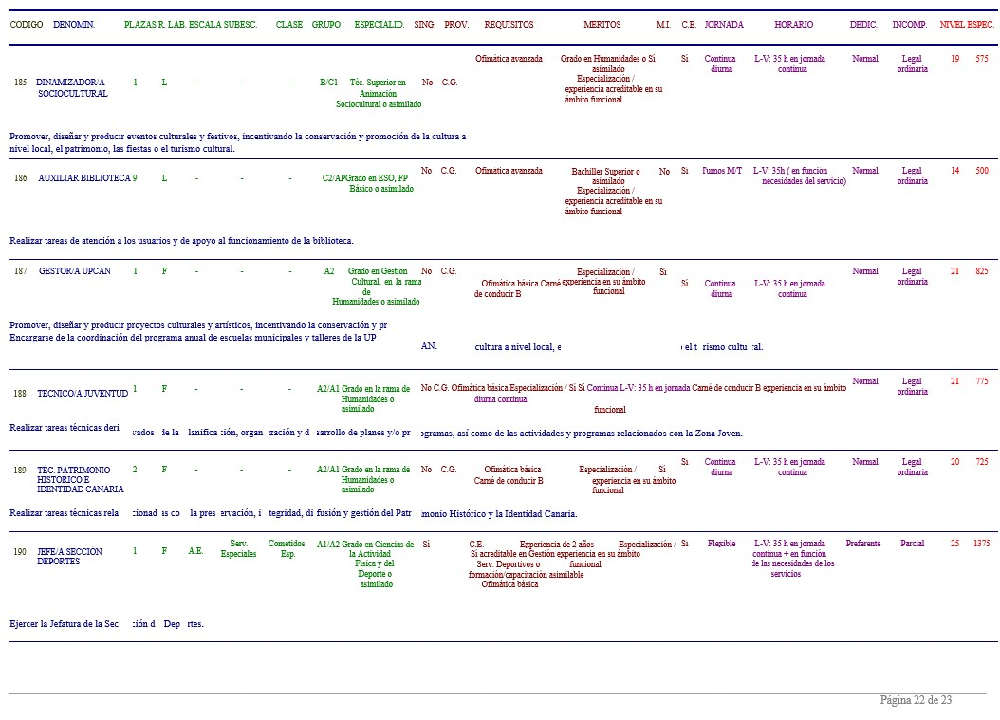 CODIGO DENOMIN. PLAZAS R. LAB. ESCALA SUBESC. CLASE GRUPO ESPECIALID. SING. PROV. REQUISITOS MERITOS M.I. C.E. JORNADA HORARIO DEDIC. INCOMP. NIVEL ESPEC.
Ofimática avanzada Grado en Humanidades o Si Si Continua L-V: 35 h en jornada Normal Legal 19 575
asimilado diurna continua ordinaria
185 DINAMIZADOR/A 1 L - - - B/C1 Téc. Superior en No C.G. Especialización /
SOCIOCULTURAL Animación experiencia acreditable en su
Sociocultural o asimilado ámbito funcional
Promover, diseñar y producir eventos culturales y festivos, incentivando la conservación y promoción de la cultura a
nivel local, el patrimonio, las fiestas o el turismo cultural.
186 AUXILIAR BIBLIOTECA 9 L - - - C2/AP Grado en ESO, FP No C.G. Ofimática avanzada Bachiller Superior o No Si Turnos M/T L-V: 35h ( en funcion Normal Legal 14 500
Básico o asimilado asimilado necesidades del servicio) ordinaria
Especialización /
experiencia acreditable en su
ámbito funcional
Realizar tareas de atención a los usuarios y de apoyo al funcionamiento de la biblioteca.
187 GESTOR/A UPCAN 1 F - - - A2 Grado en Gestión No C.G. Especialización / Si Normal Legal 21 825
Cultural, en la rama Ofimática básica Carné experiencia en su ámbito Si Continua L-V: 35 h en jornada ordinaria
de de conducir B funcional diurna continua
Humanidades o asimilado
Promover, diseñar y producir proyectos culturales y artísticos, incentivando la conservación y pr
Encargarse de la coordinación del programa anual de escuelas municipales y talleres de la UP
AN. cultura a nivel local, e o el t rismo cultu ral.
188 TECNICO/A JUVENTUD 1 F - - - A2/A1 Grado en la rama de No C.G. Ofimática básica Especialización / Si Si Continua L-V: 35 h en jornada Carné de conducir B experiencia en su ámbito Normal Legal 21 775
Humanidades o diurna continua ordinaria
asimilado funcional
Realizar tareas técnicas deri vados de la lanifica ción, organ zación y d sarrollo de planes y/o pr ogramas, así como de las actividades y programas relacionados con la Zona Joven.
189 TEC. PATRIMONIO 2 F - - - A2/A1 Grado en la rama de No C.G. Ofimática básica Especialización / Si Si Continua L-V: 35 h en jornada Normal Legal 20 725
HISTORICO E Humanidades o Carné de conducir B experiencia en su ámbito diurna continua ordinaria
IDENTIDAD CANARIA asimilado funcional
Realizar tareas técnicas rela cionad as co la pres ervación, i tegridad, di fusión y gestión del Patr imonio Histórico y la Identidad Canaria.
190 JEFE/A SECCION 1 F A.E. Serv. Cometidos A1/A2 Grado en Ciencias de Si C.E. Experiencia de 2 años Especialización / Si Flexible L-V: 35 h en jornada Preferente Parcial 25 1375
DEPORTES Especiales Esp. la Actividad Si acreditable en Gestión experiencia en su ámbito continua + en función
Física y del Serv. Deportivos o funcional de las necesidades de los
Deporte o formación/capacitación asimilable servicios
asimilado Ofimática básica
Ejercer la Jefatura de la Sec ción d Dep rtes.
Página 22 de 23